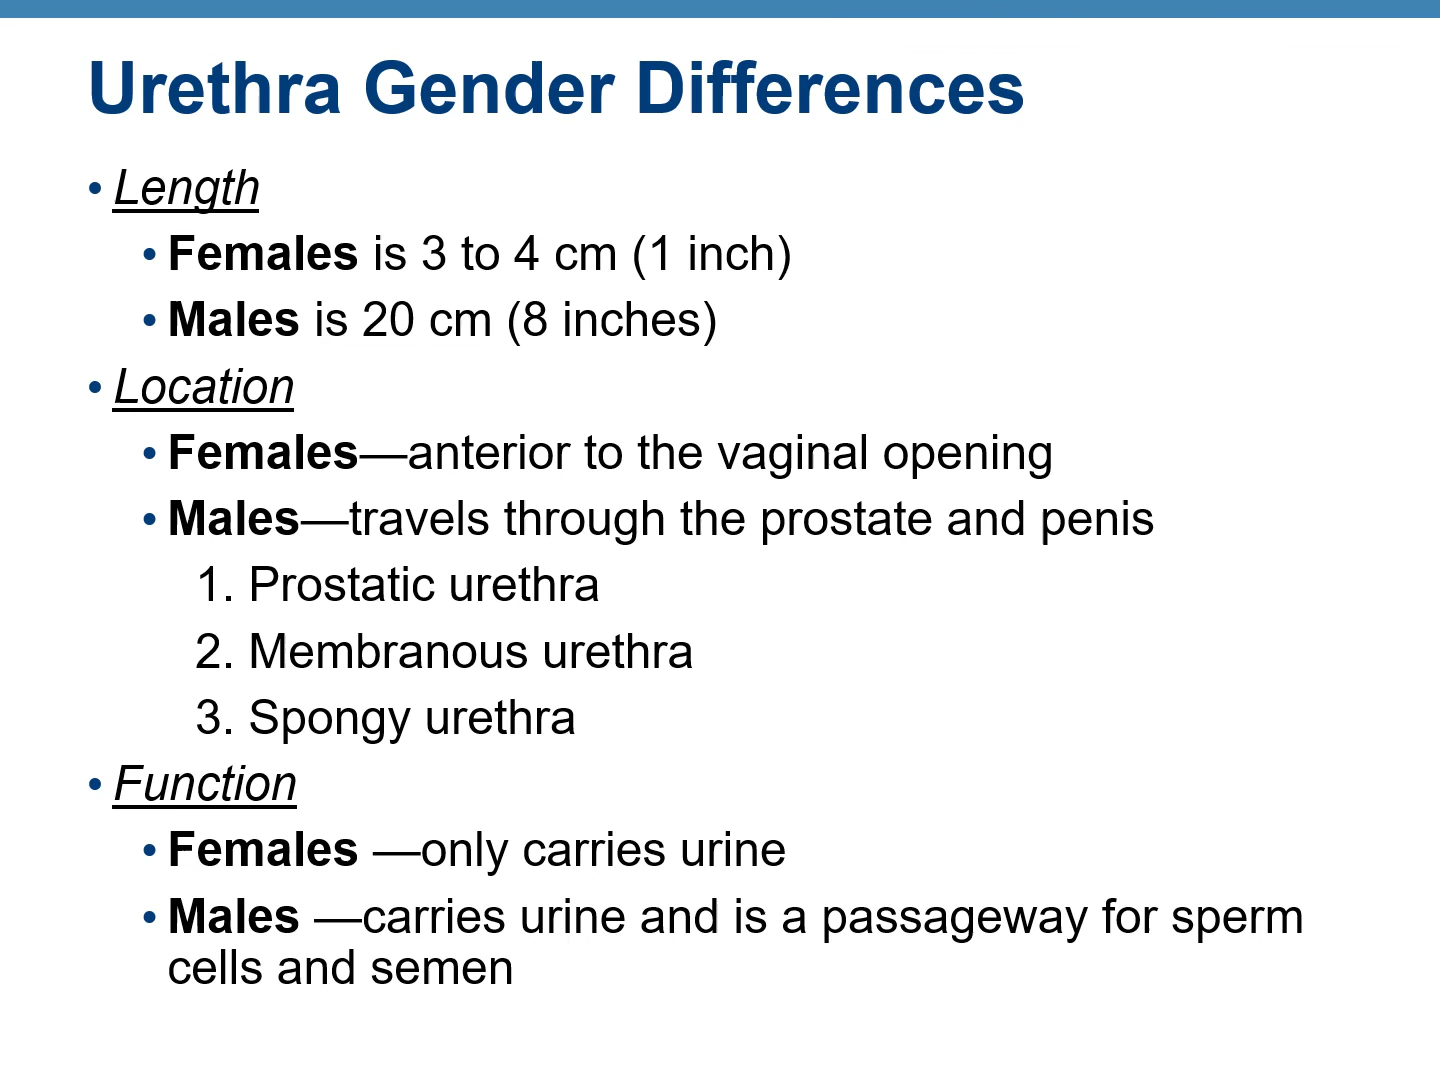 Urethra Gender Differences
• Length
• Females is 3 to 4 cm (1 inch)
• Males is 20 cm (8 inches)
• Location
• Females—anterior to the vaginal opening
• Males—travels through the prostate and penis
1. Prostatic urethra
2. Membranous urethra
3. Spongy urethra
• Function
• Females —only carries urine
• Males —carries urine and is a passageway for sperm
cells and semen